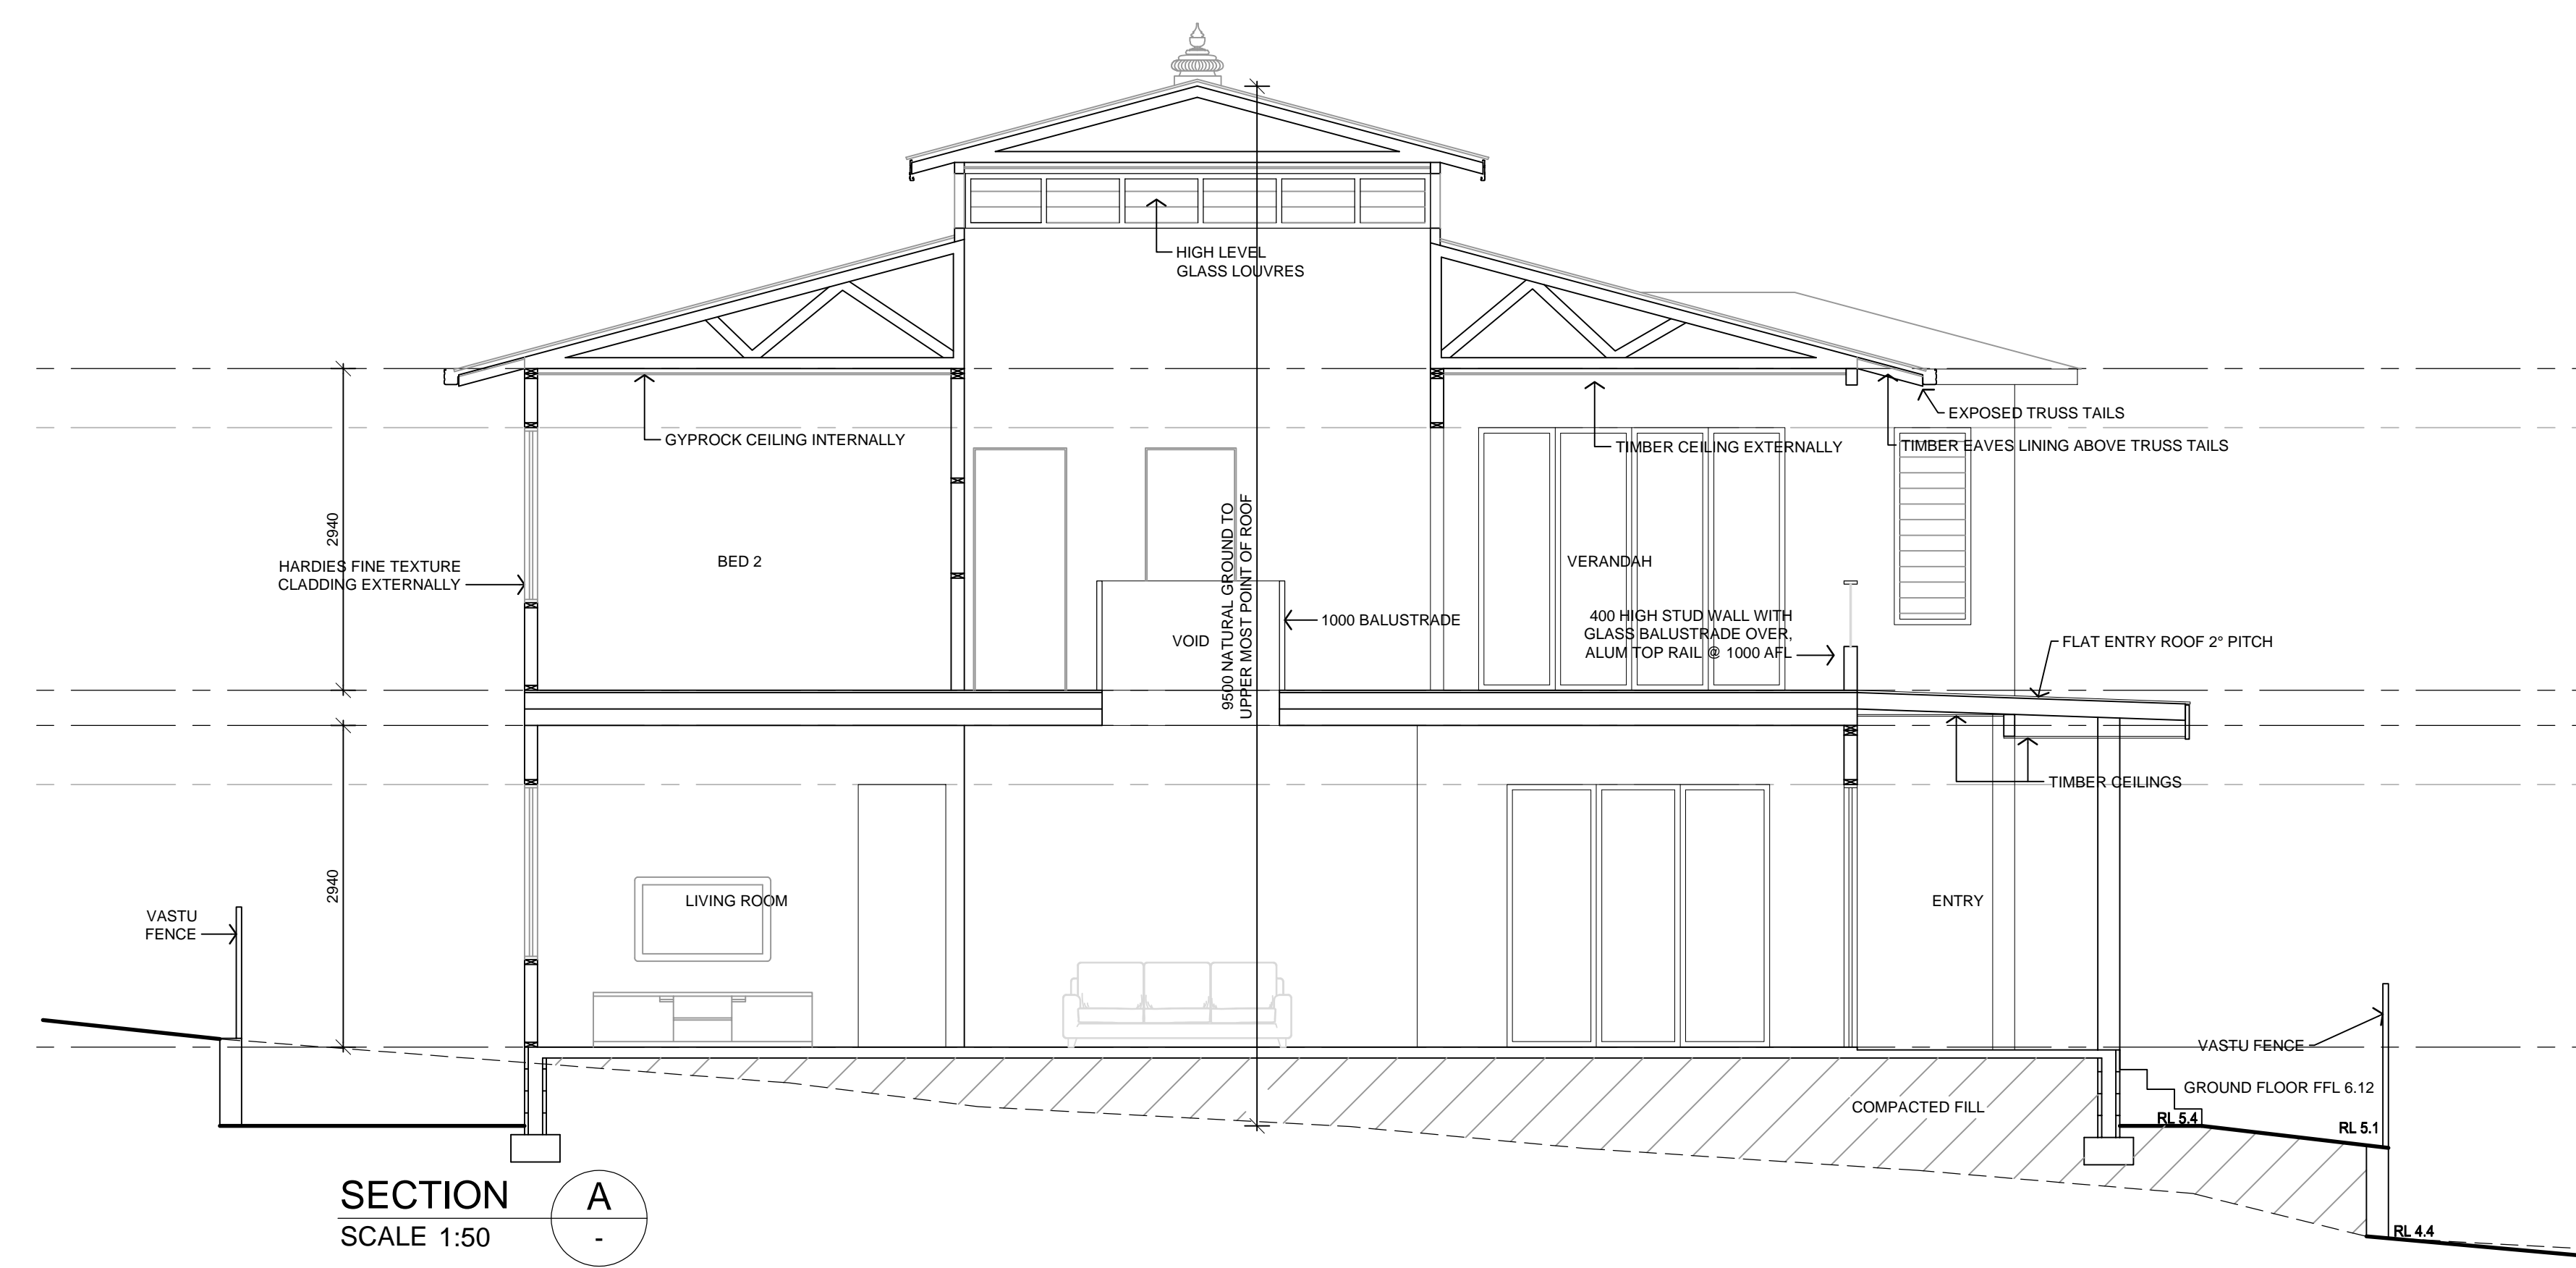 HIGH LEVEL
GLASS LOUVRES
EXPOSED TRUSS TAILS
GYPROCK CEILING INTERNALLY
TIMBER CEILING EXTERNALLY
TIMBER EAVES LINING ABOVE TRUSS TAILS
2940
HARDIES FINE TEXTURE
CLADDING EXTERNALLY
BED 2
9500 NATURAL GROUND TO
UPPER MOST POINT OF ROOF
VERANDAH
1000 BALUSTRADE
400 HIGH STUD WALL WITH
GLASS BALUSTRADE OVER,
ALUM TOP RAIL @ 1000 AFL
VOID
FLAT ENTRY ROOF 2° PITCH
TIMBER CEILINGS
2940
LIVING ROOM
ENTRY
VASTU
FENCE
VASTU FENCE
GROUND FLOOR FFL 6.12
COMPACTED FILL
RL 5.4
RL 5.1
RL 4.4
SECTION
SCALE 1:50
A
-